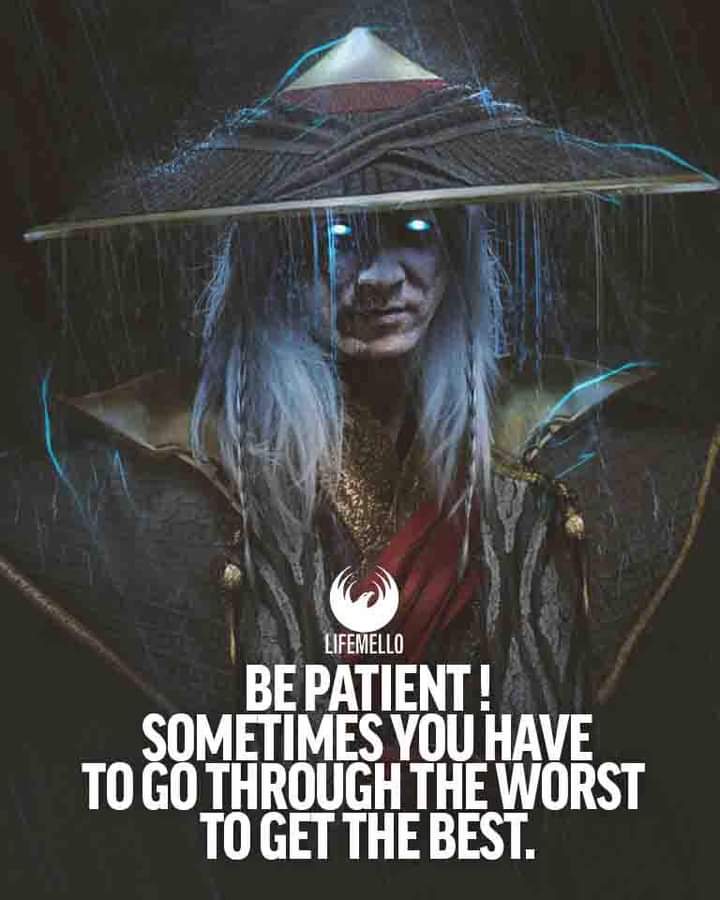 LIFEMELLO
BE PATIENT !
SOMETIMES YOU HAVE
TO GO THROUGH THE WORST
TO GET THE BEST.